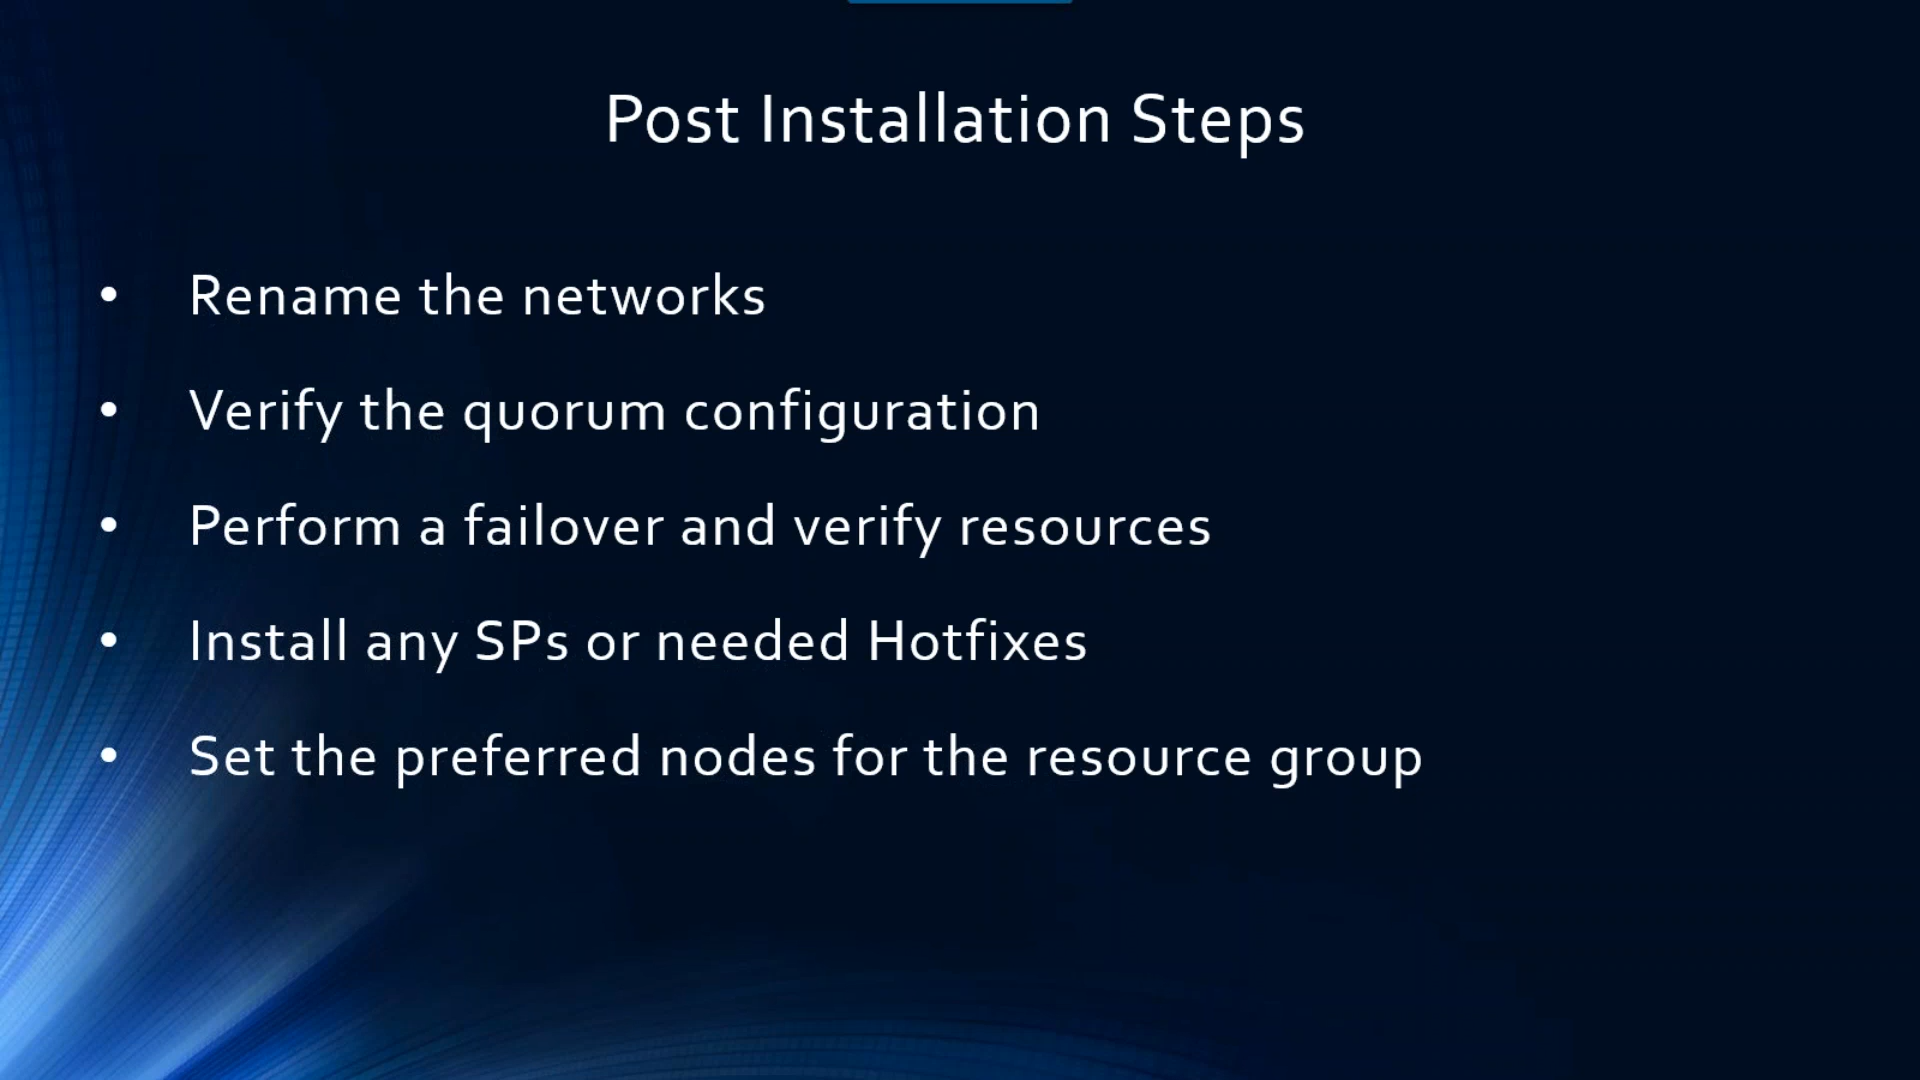 Post Installation Steps
• Rename the networks
• Verify the quorum configuration
• Perform a failover and verify resources
• Install any SPs or needed Hotfixes
• Set the preferred nodes for the resource group